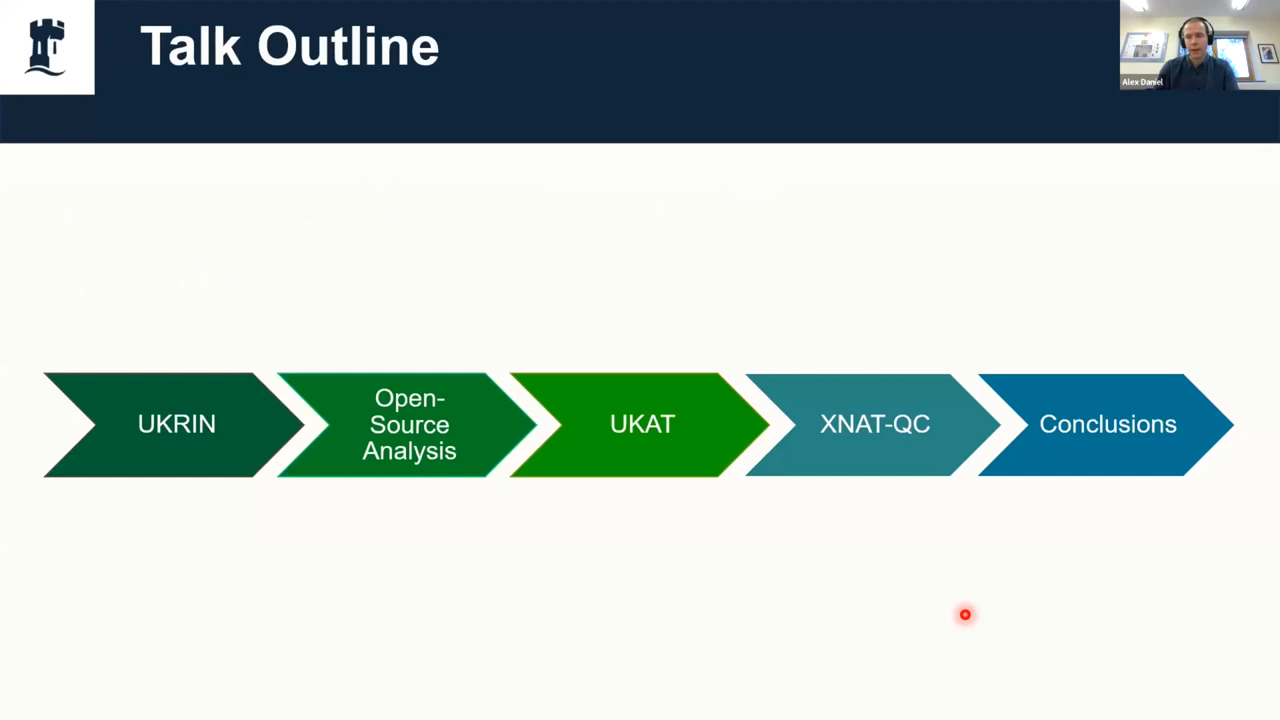 Talk Outline
Alex Daniel
UKRIN
Open-
Source
Analysis
UKAT
XNAT-QC
Conclusions